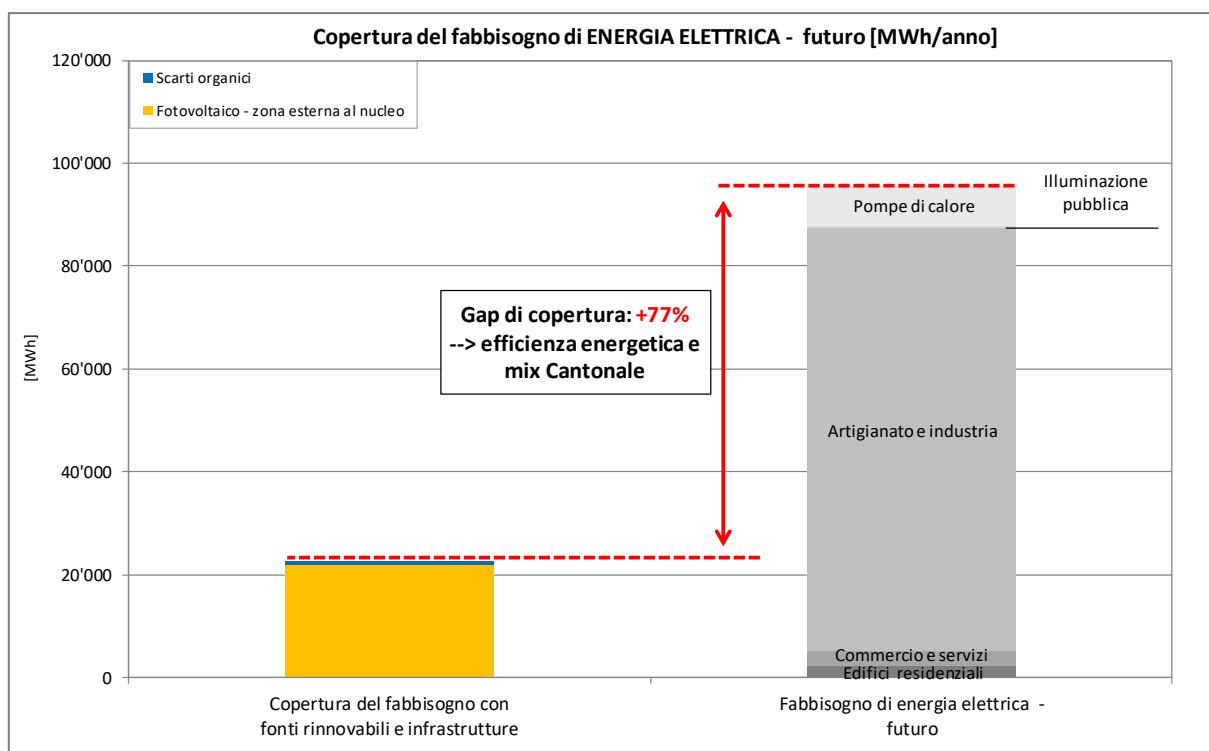 Copertura del fabbisogno di ENERGIA ELETTRICA - futuro [MWh/anno]
120'000
100'000
80'000
60'000
40'000
20'000
0
[MWh]
Scarti organici
Fotovoltaico - zona esterna al nucleo
Gap di copertura: +77%
--> efficienza energetica e
mix Cantonale
Illuminazione
pubblica
Pompe di calore
Artigianato e industria
Commercio e servizi
Edifici residenziali
Copertura del fabbisogno con
fonti rinnovabili e infrastrutture
Fabbisogno di energia elettrica -
futuro